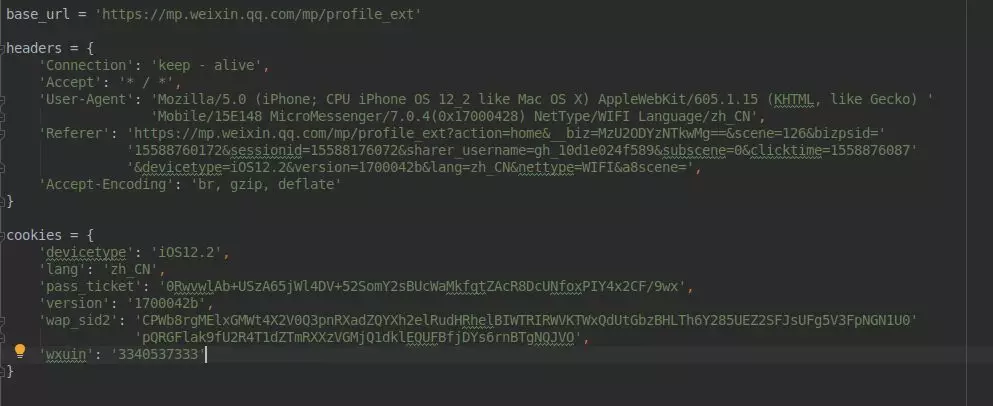 base_url = 'https://mp.weixin.qq.com/mp/profile_ext'
headers = {
'Connection': 'keep - alive',
'Accept': '* / *',
'User-Agent': 'Mozilla/5.0 (iPhone; CPU iPhone OS 12_2 like Mac OS X) AppleWebKit/605.1.15 (KHTML, like Gecko) '
'Mobile/15E148 MicroMessenger/7.0.4(0x17000428) NetType/WIFI Language/zh_CN',
'Referer': 'https://mp.weixin.qq.com/mp/profile_ext?action=home&__biz=MzU2ODYzNTkwMg==&scene=126&bizpsid='
'15588760172&sessionid=15588176072&sharer_username=gh_10d1e024f589&subscene=0&clicktime=1558876087'
'&devicetype=iOS12.2&version=1700042b&lang=zh_CN&nettype=WIFI&a8scene=',
'Accept-Encoding': 'br, gzip, deflate'
}
cookies = {
'devicetype': 'iOS12.2',
'lang': 'zh_CN',
'pass_ticket': '0RwvwlAb+USzA65jWl4DV+52SomY2sBUcWaMkfqtZAcR8DcUNfoxPIY4x2CF/9wx',
'version': '1700042b',
'wap_sid2': 'CPWb8rgMElxGMWt4X2V0Q3pnRXadZQYXh2elRudHRhelBIWTRIRWVKTWxQdUtGbzBHLTh6Y285UEZ2SFJsUFg5V3FpNGN1U0'
'pQRGFlak9fU2R4T1dZTmRXXzVGMjQ1dklEQUFBfjDYs6rnBTgNQJVO',
'wxuin': '3340537333'
}